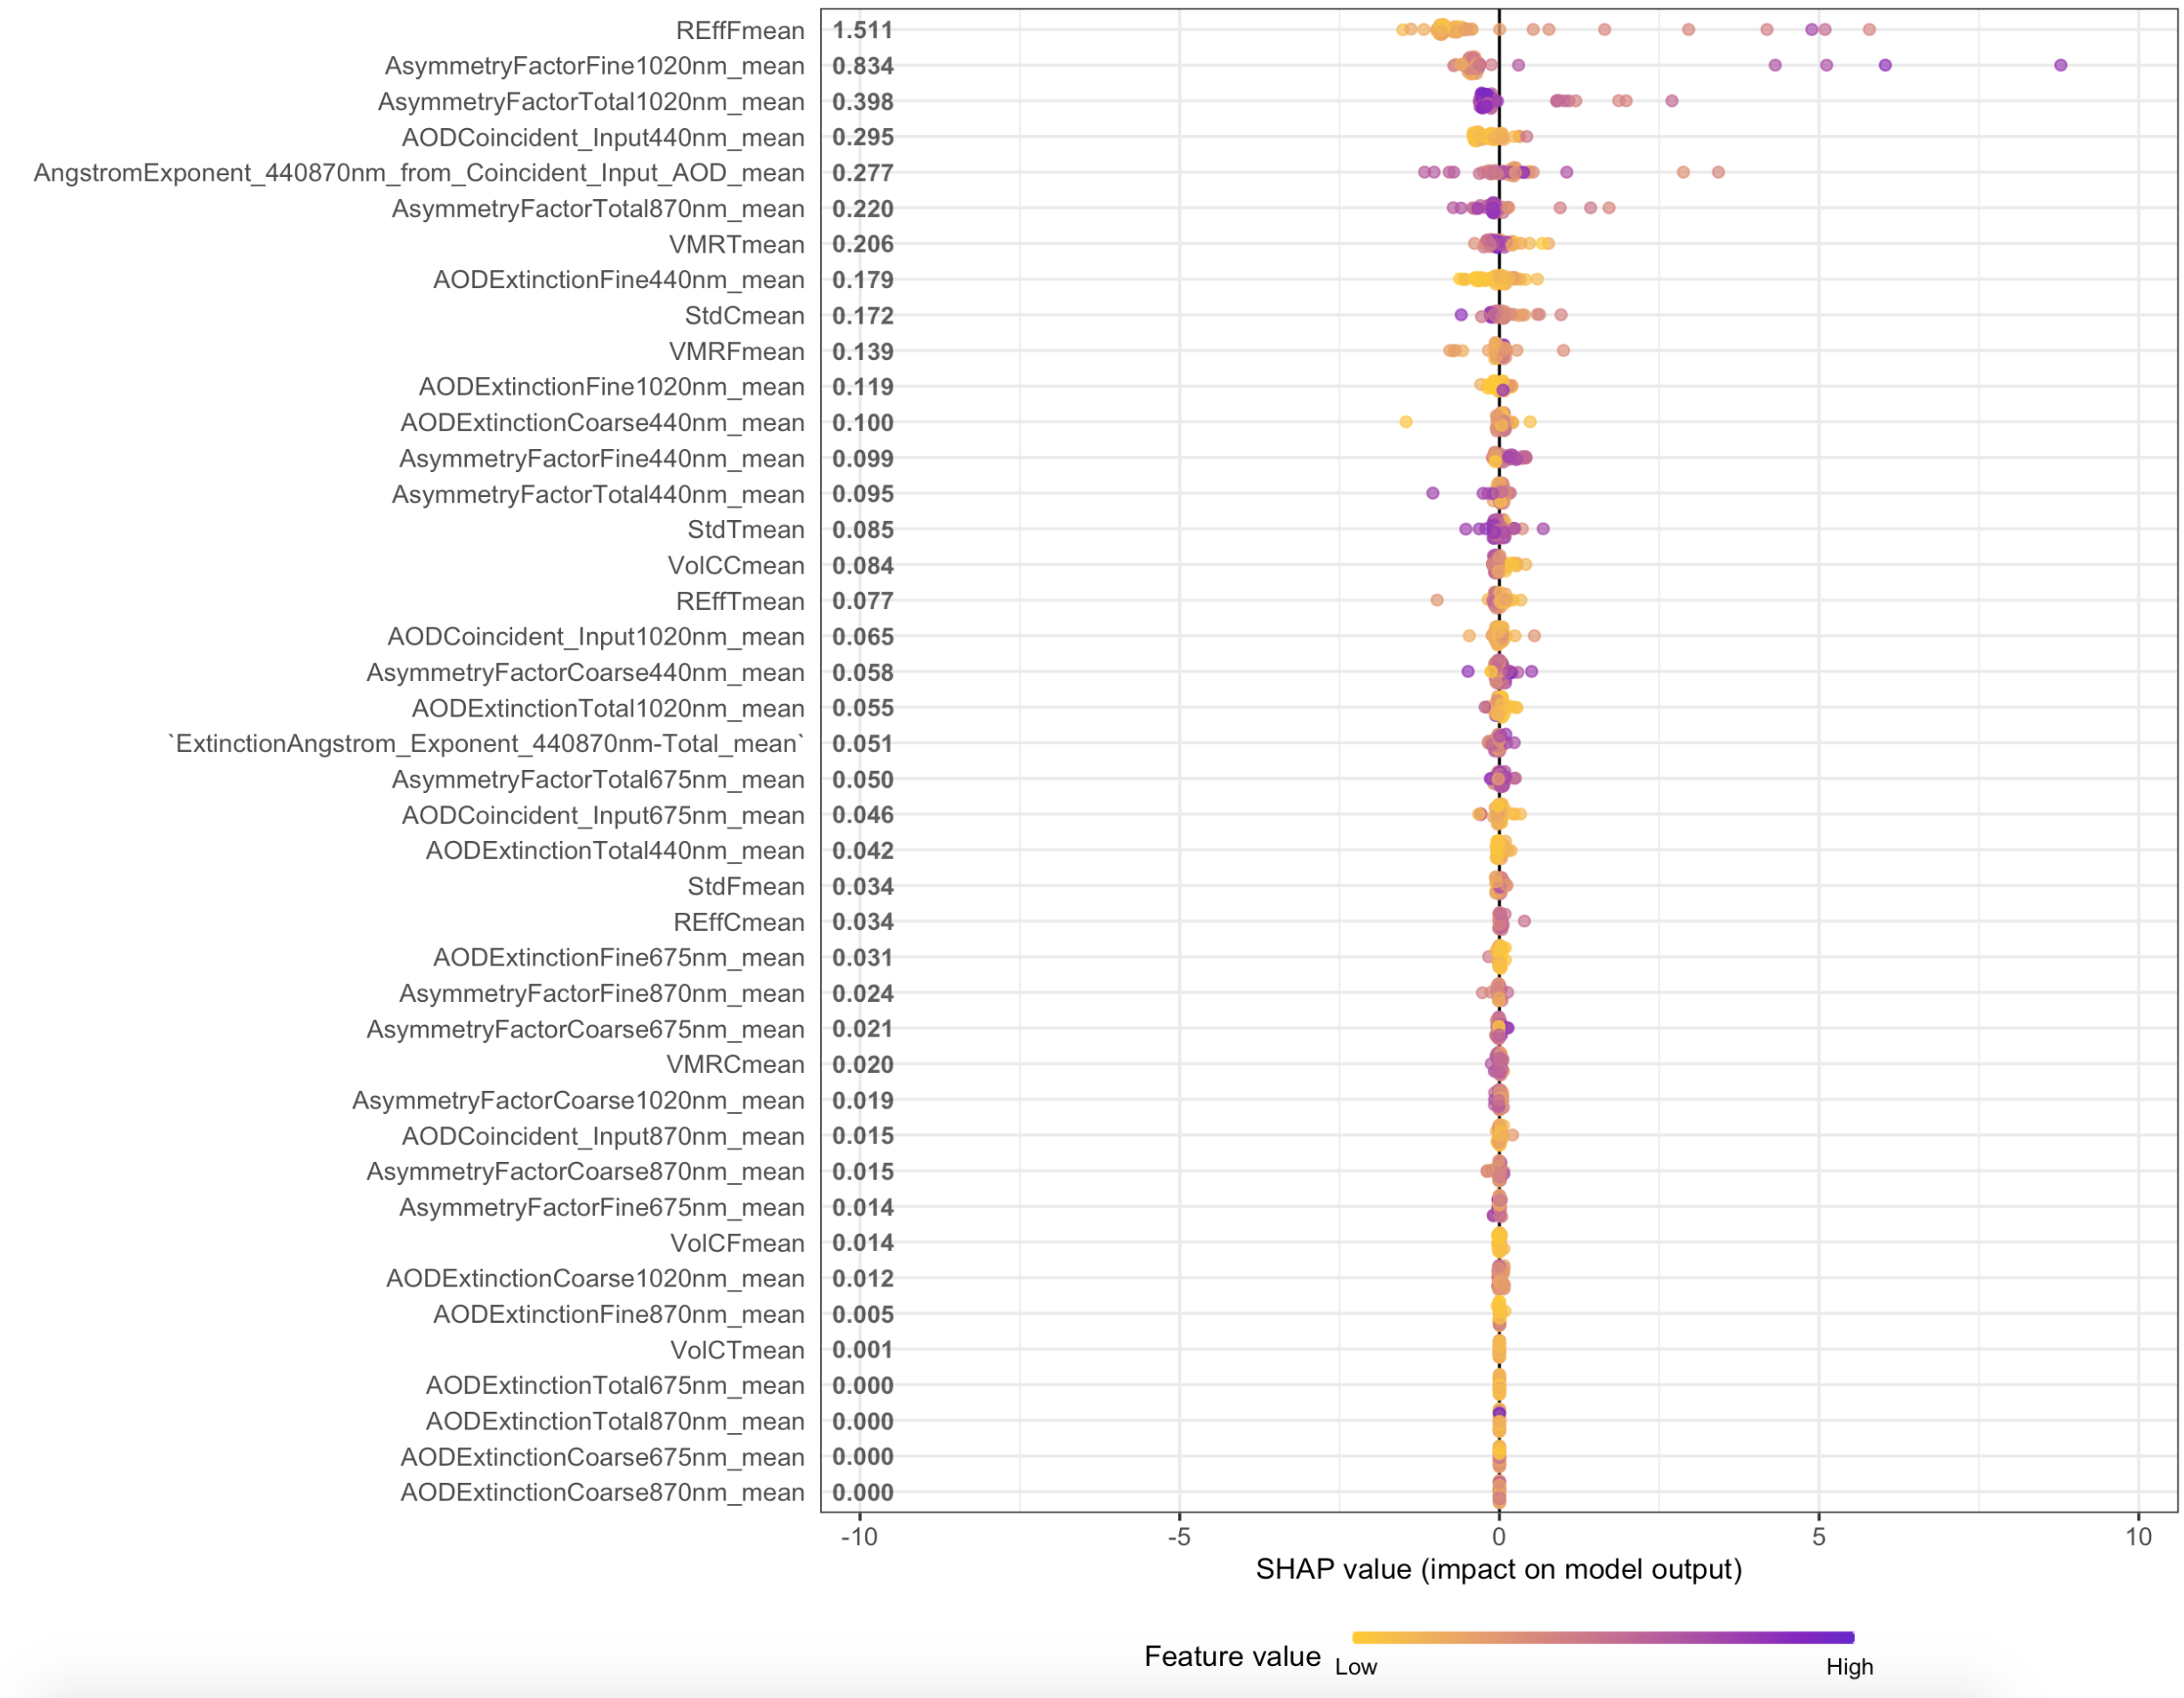 REffFmean 1.511
AsymmetryFactorFine1020nm_mean 0.834
AsymmetryFactorTotal1020nm_mean 0.398
AODCoincident_Input440nm_mean 0.295
AngstromExponent_440870nm_from_Coincident_Input_AOD_mean 0.277
AsymmetryFactorTotal870nm_mean 0.220
VMRTmean 0.206
AODExtinctionFine440nm_mean 0.179
StdCmean 0.172
VMRFmean 0.139
AODExtinctionFine1020nm_mean 0.119
AODExtinctionCoarse440nm_mean 0.100
AsymmetryFactorFine440nm_mean 0.099
AsymmetryFactorTotal440nm_mean 0.095
StdTmean 0.085
VolCCmean 0.084
REffTmean 0.077
AODCoincident_Input1020nm_mean 0.065
AsymmetryFactorCoarse440nm_mean 0.058
AODExtinctionTotal1020nm_mean 0.055
`ExtinctionAngstrom_Exponent_440870nm-Total_mean` 0.051
AsymmetryFactorTotal675nm_mean 0.050
AODCoincident_Input675nm_mean 0.046
AODExtinctionTotal440nm_mean 0.042
StdFmean 0.034
REffCmean 0.034
AODExtinctionFine675nm_mean 0.031
AsymmetryFactorFine870nm_mean 0.024
AsymmetryFactorCoarse675nm_mean 0.021
VMRCmean 0.020
AsymmetryFactorCoarse1020nm_mean 0.019
AODCoincident_Input870nm_mean 0.015
AsymmetryFactorCoarse870nm_mean 0.015
AsymmetryFactorFine675nm_mean 0.014
VolCFmean 0.014
AODExtinctionCoarse1020nm_mean 0.012
AODExtinctionFine870nm_mean 0.005
VolCTmean 0.001
AODExtinctionTotal675nm_mean 0.000
AODExtinctionTotal870nm_mean 0.000
AODExtinctionCoarse675nm_mean 0.000
AODExtinctionCoarse870nm_mean 0.000
-10 -5 0 5 10
SHAP value (impact on model output)
Feature value
Low High